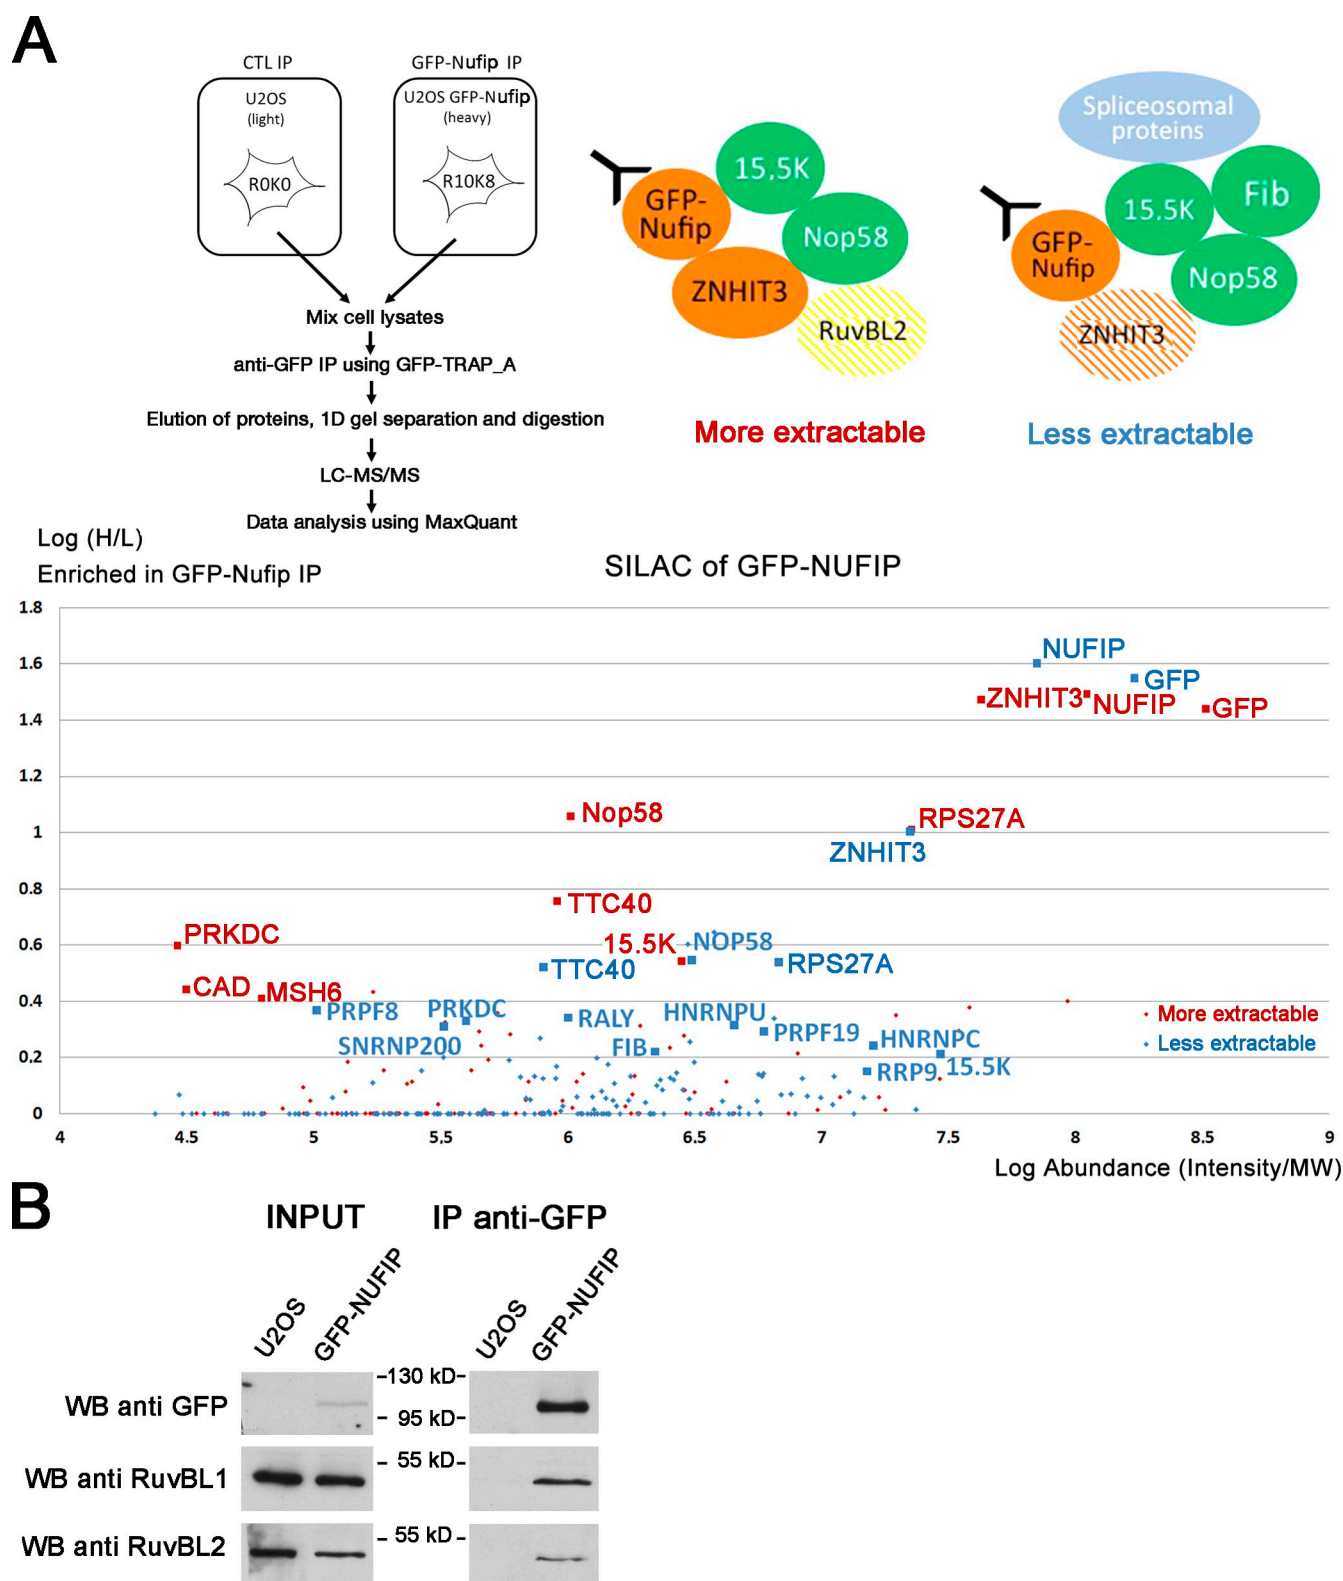 A
CTL IP
GFP-Nufip IP
U2OS
(light)
R0K0
U2OS GFP-Nufip
(heavy)
R10K8
Mix cell lysates
anti-GFP IP using GFP-TRAP_A
Elution of proteins, 1D gel separation and digestion
LC-MS/MS
Data analysis using MaxQuant
15,5K
GFP-
Nufip
Nop58
ZNHIT3
RuvBL2
More extractable
Spliceosomal
proteins
15.5K
Fib
GFP-
Nufip
Nop58
ZNHIT3
Less extractable
Log (H/L)
Enriched in GFP-Nufip IP
SILAC of GFP-NUFIP
1.8
1.6
1.4
1.2
1
0.8
0.6
0.4
0.2
0
NUFIP
GFP
ZNHIT3
NUFIP
GFP
Nop58
RPS27A
ZNHIT3
TTC40
PRKDC
15.5K
NOP58
TTC40
RPS27A
CAD
MSH6
PRPF8
PRKDC
SNRNP200
RALY
FIB
HNRNPU
PRPF19
HNRNPC
RRP9
15.5K
More extractable
Less extractable
4
4.5
5
5,5
6
6.5
7
7.5
8
8.5
9
Log Abundance (Intensity/MW)
B
INPUT
IP anti-GFP
U2OS
GFP-NUFIP
U2OS
GFP-NUFIP
WB anti GFP
-130 kD-
- 95 kD-
WB anti RuvBL1
- 55 kD-
WB anti RuvBL2
- 55 kD-